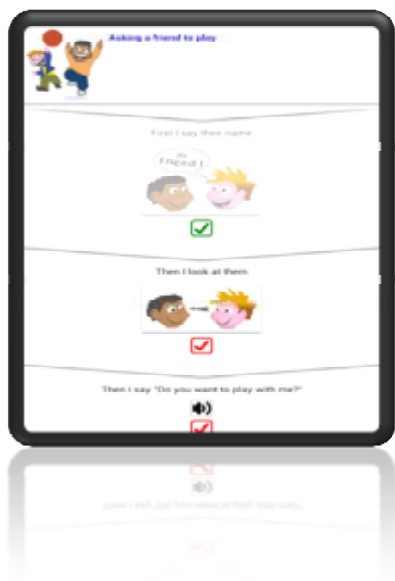 Asking a friend to play
First I say their name
Hi
Friend!
Then I look at them
Then I say "Do you want to play with me?"